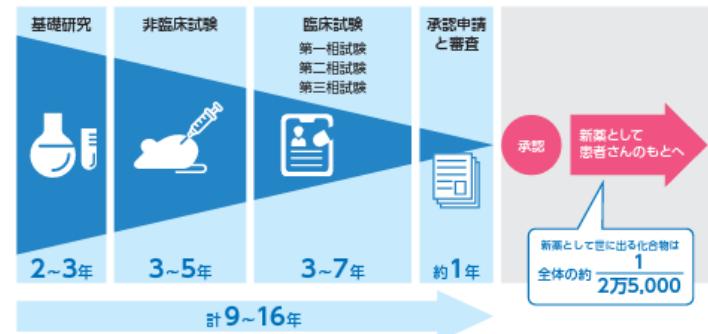 基礎研究
非臨床試験
臨床試験
第一相試験
第二相試験
第三相試験
承認申請
と審査
承認
新薬として
患者さんのもとへ
2~3年
3~5年
3~7年
約1年
計9~16年
新薬として世に出る化合物は
全体の約 1
2万5,000